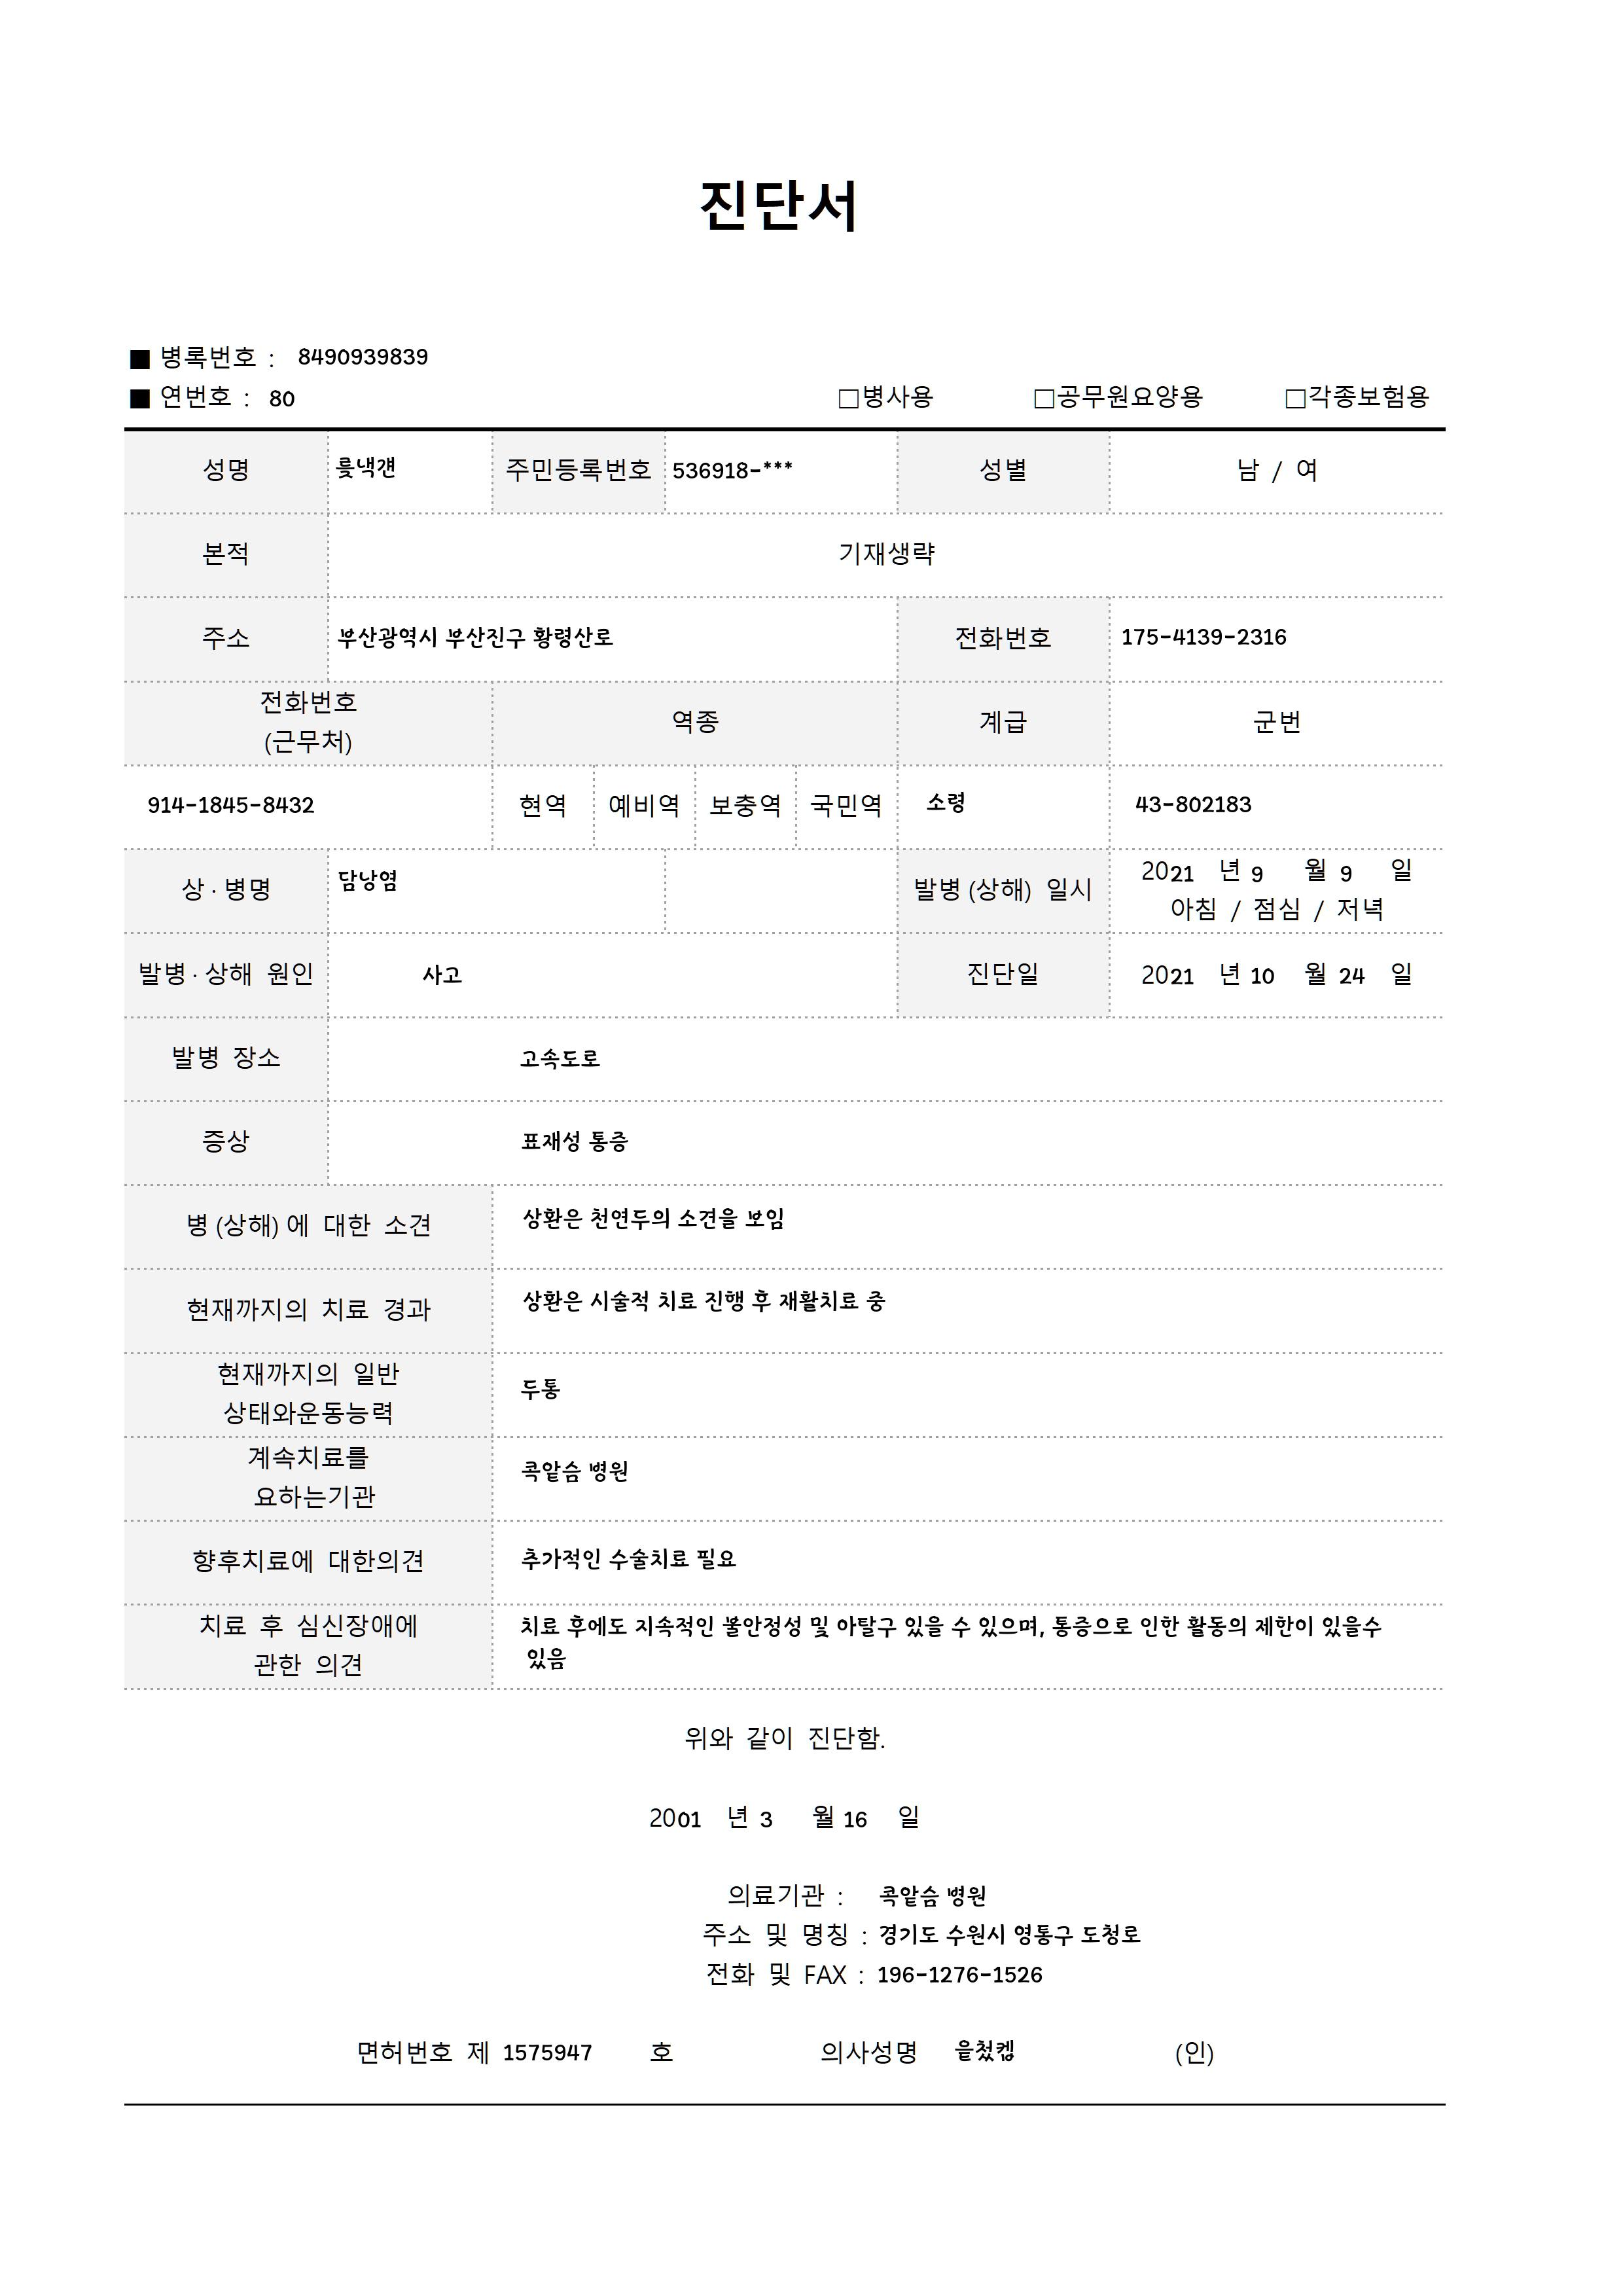 진단서
■ 병록번호 : 8490939839
■ 연번호 : 80 □병사용 □공무원요양용 □각종보험용
성명 륯낵갠 주민등록번호 536918-*** 성별 남 / 여
본적 기재생략
주소 부산광역시 부산진구 황령산로 전화번호 175-4139-2316
전화번호
(근무처) 역종 계급 군번
914-1845-8432 현역 예비역 보충역 국민역 소령 43-802183
상·병명 담낭염 발병(상해) 일시 2021 년 9 월 9 일
아침 / 점심 / 저녁
발병·상해 원인 사고 진단일 2021 년 10 월 24 일
발병 장소 고속도로
증상 표재성 통증
병(상해)에 대한 소견 상환은 천연두의 소견을 보임
현재까지의 치료 경과 상환은 시술적 치료 진행 후 재활치료 중
현재까지의 일반
상태와운동능력 두통
계속치료를
요하는기관 콕앝슴 병원
향후치료에 대한의견 추가적인 수술치료 필요
치료 후 심신장애에
관한 의견 치료 후에도 지속적인 불안정성 및 아탈구 있을 수 있으며, 통증으로 인한 활동의 제한이 있을수
있음
위와 같이 진단함.
2001 년 3 월 16 일
의료기관 : 콕앝슴 병원
주소 및 명칭 : 경기도 수원시 영통구 도청로
전화 및 FAX : 196-1276-1526
면허번호 제 1575947 호 의사성명 (인)